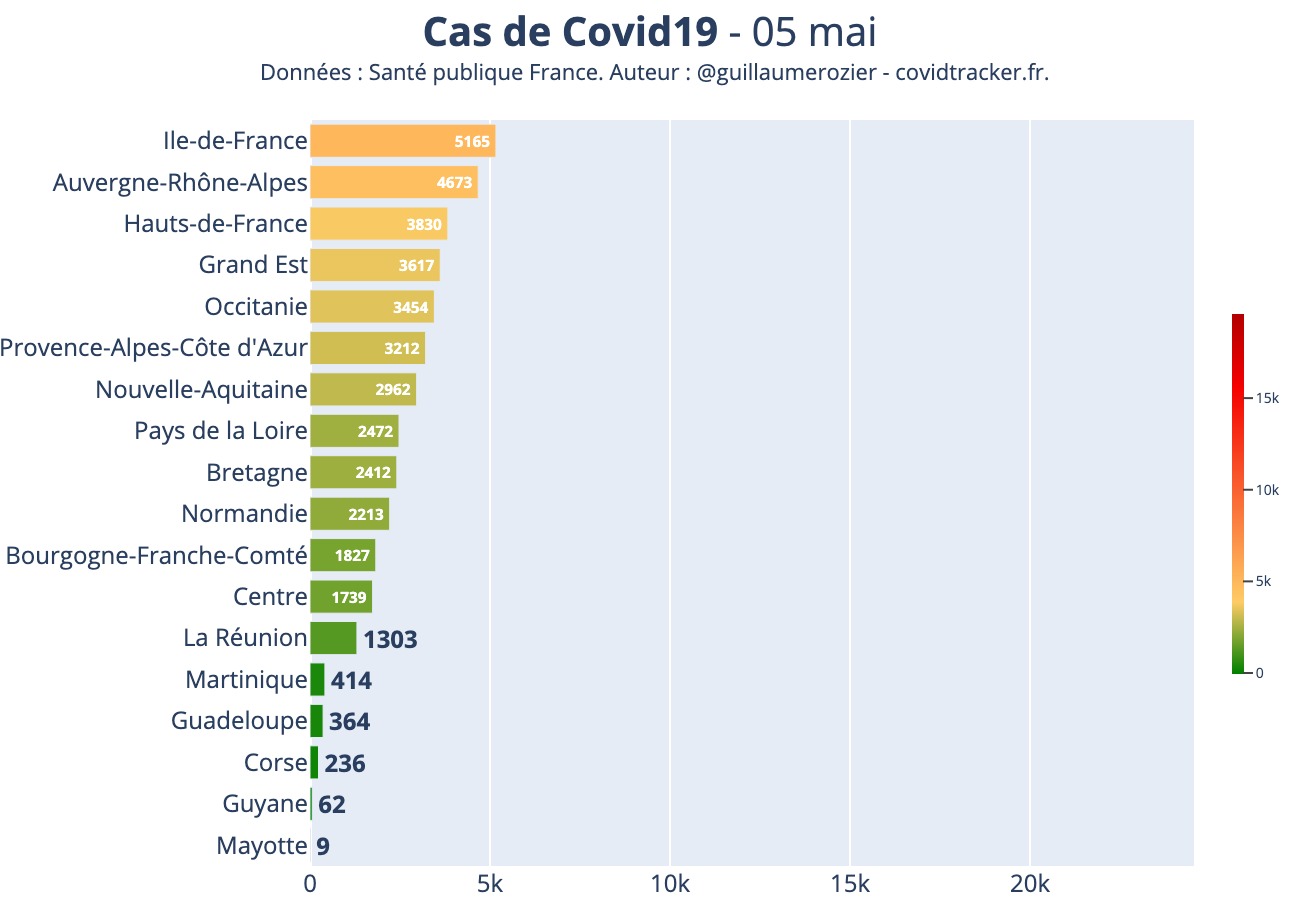 Cas de Covid19 - 05 mai
Données : Santé publique France. Auteur : @guillaumerozier - covidtracker.fr.
Ile-de-France 5165
Auvergne-Rhône-Alpes 4673
Hauts-de-France 3830
Grand Est 3617
Occitanie 3454
Provence-Alpes-Côte d'Azur 3212
Nouvelle-Aquitaine 2962
Pays de la Loire 2472
Bretagne 2412
Normandie 2213
Bourgogne-Franche-Comté 1827
Centre 1739
La Réunion 1303
Martinique 414
Guadeloupe 364
Corse 236
Guyane 62
Mayotte 9
0 5k 10k 15k 20k
15k
10k
5k
0